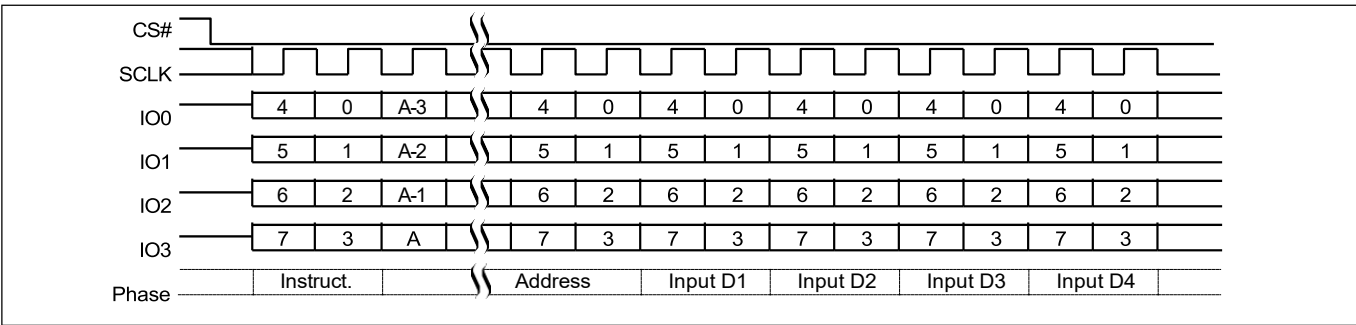 CS#
SCLK
IO0 4 0 A-3 4 0 4 0 4 0 4 0 4 0
IO1 5 1 A-2 5 1 5 1 5 1 5 1 5 1
IO2 6 2 A-1 6 2 6 2 6 2 6 2 6 2
IO3 7 3 A 7 3 7 3 7 3 7 3 7 3
Phase Instruct. Address Input D1 Input D2 Input D3 Input D4